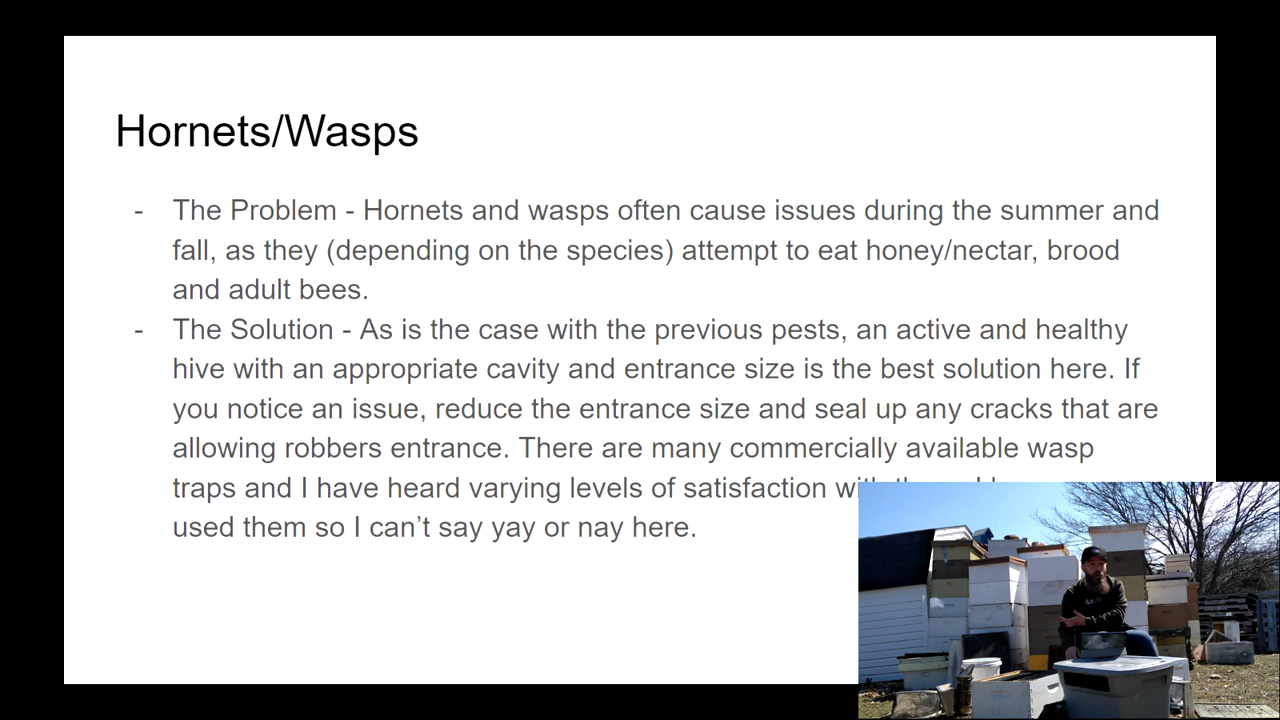 Hornets/Wasps
- The Problem - Hornets and wasps often cause issues during the summer and
fall, as they (depending on the species) attempt to eat honey/nectar, brood
and adult bees.
- The Solution - As is the case with the previous pests, an active and healthy
hive with an appropriate cavity and entrance size is the best solution here. If
you notice an issue, reduce the entrance size and seal up any cracks that are
allowing robbers entrance. There are many commercially available wasp
traps and I have heard varying levels of satisfaction
used them so I can’t say yay or nay here.